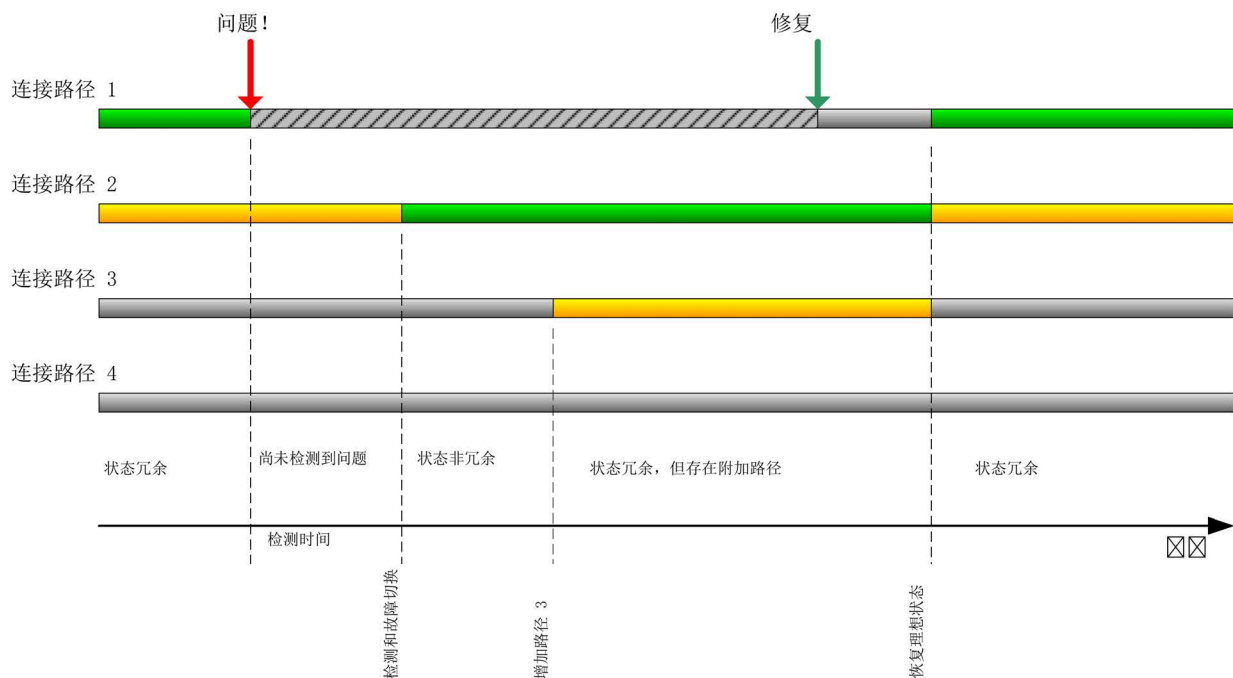 问题！
修复
连接路径 1
连接路径 2
连接路径 3
连接路径 4
状态冗余
尚未检测到问题
状态非冗余
状态冗余，但存在附加路径
状态冗余
检测时间
检测和故障切换
增加路径 3
恢复理想状态